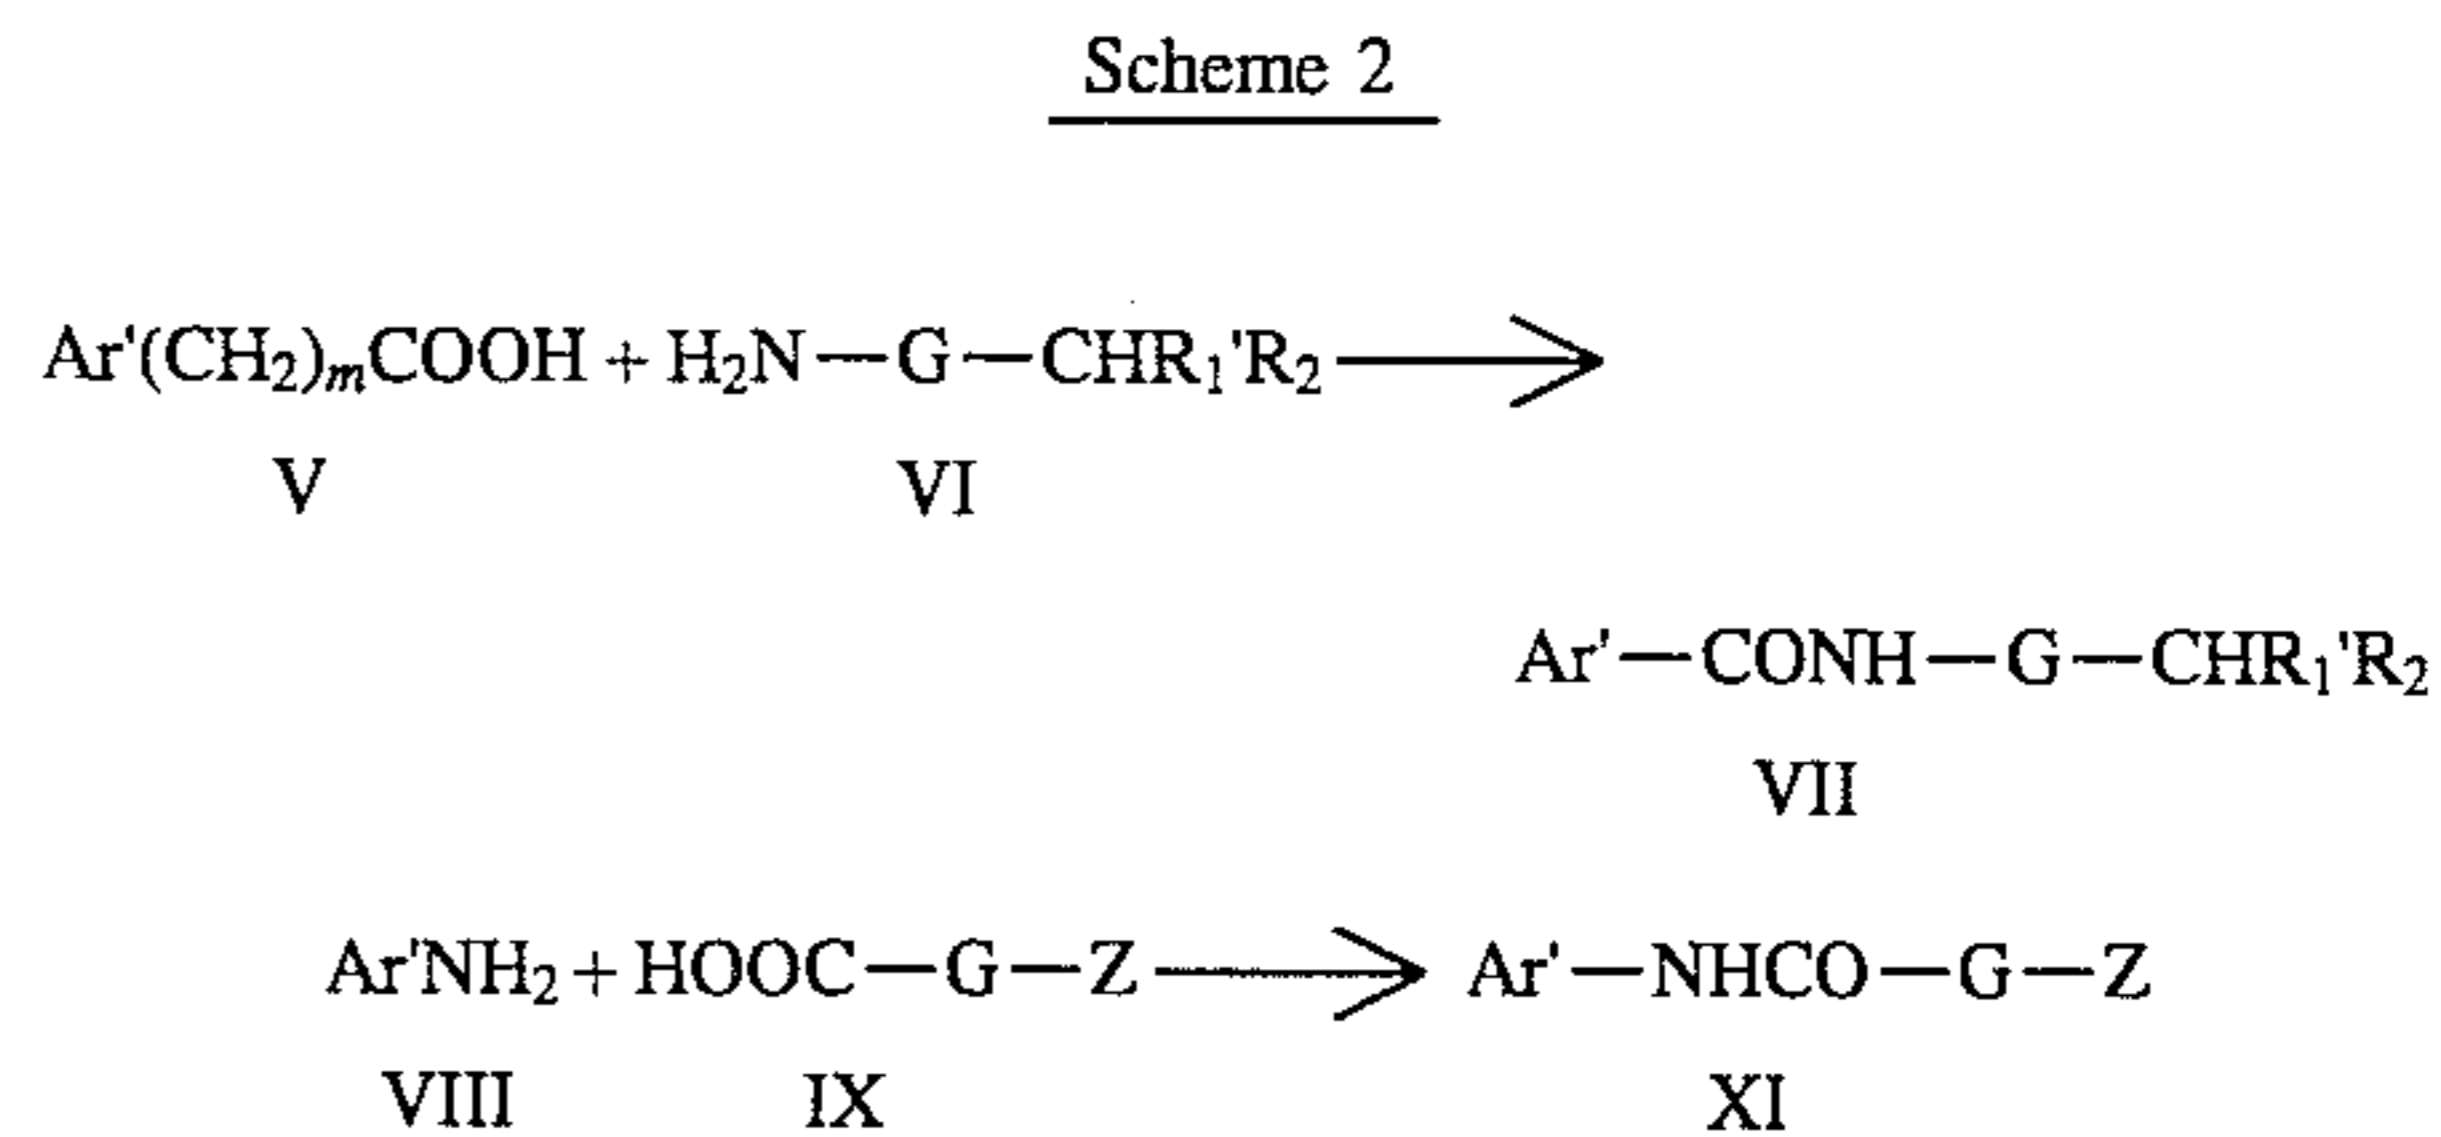 Scheme 2
Ar'(CH₂)ₘCOOH + H₂N—G—CHR₁'R₂ →
V VI
Ar'—CONH—G—CHR₁'R₂
VII
Ar'NH₂ + HOOC—G—Z → Ar'—NHCO—G—Z
VIII IX XI